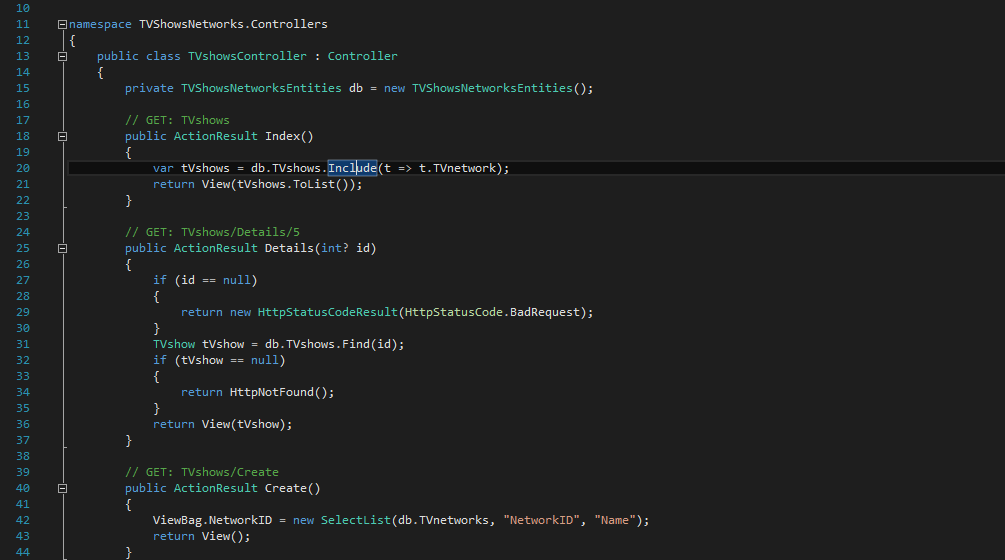 10
11 namespace TVShowsNetworks.Controllers
12 {
13 public class TVshowsController : Controller
14 {
15 private TVShowsNetworksEntities db = new TVShowsNetworksEntities();
16
17 // GET: TVshows
18 public ActionResult Index()
19 {
20 var tVshows = db.TVshows.Include(t => t.TVnetwork);
21 return View(tVshows.ToList());
22 }
23
24 // GET: TVshows/Details/5
25 public ActionResult Details(int? id)
26 {
27 if (id == null)
28 {
29 return new HttpStatusCodeResult(HttpStatusCode.BadRequest);
30 }
31 TVshow tVshow = db.TVshows.Find(id);
32 if (tVshow == null)
33 {
34 return HttpNotFound();
35 }
36 return View(tVshow);
37 }
38
39 // GET: TVshows/Create
40 public ActionResult Create()
41 {
42 ViewBag.NetworkID = new SelectList(db.TVnetworks, "NetworkID", "Name");
43 return View();
44 }